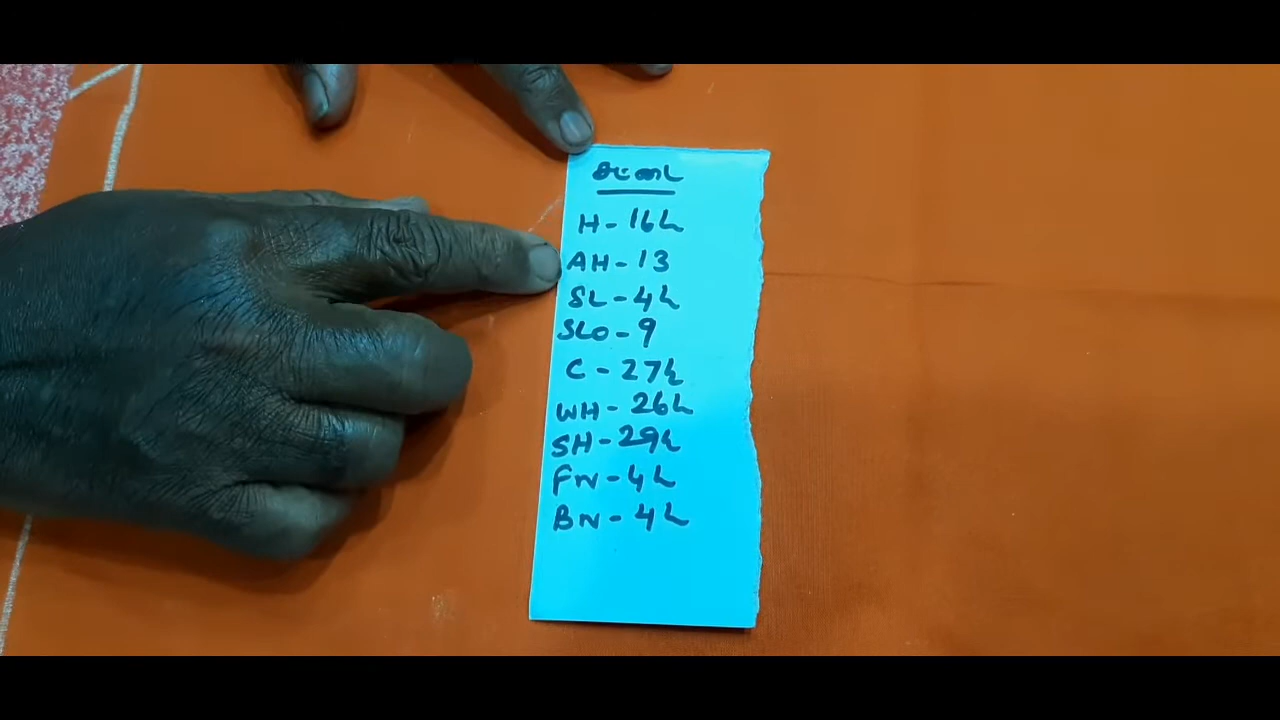 சட்டை
H - 16½
AH - 13
SL - 4½
SLO - 9
C - 27½
WH - 26½
SH - 29½
FN - 4½
BN - 4½